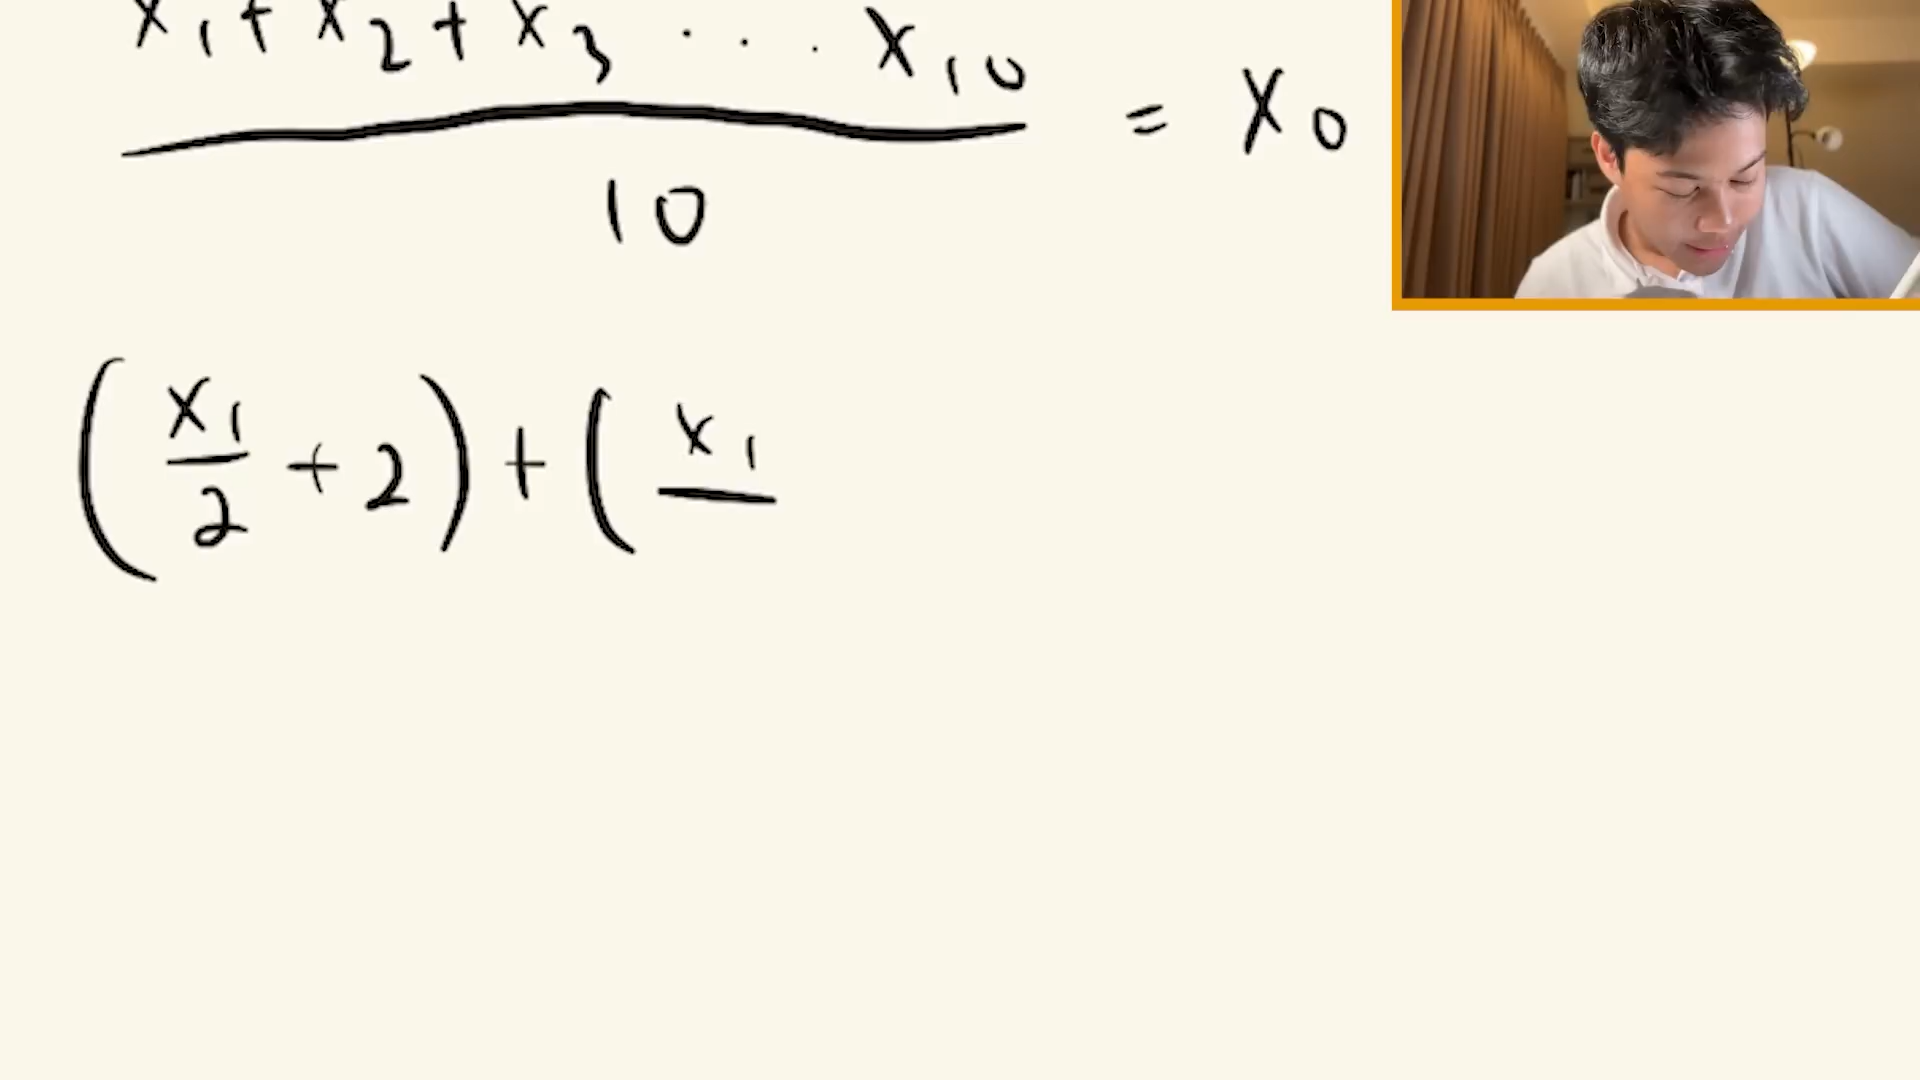 x₁ + x₂ + x₃ . . . . x₁₀
= x₀
10
(x₁/2 + 2) + (x₁/